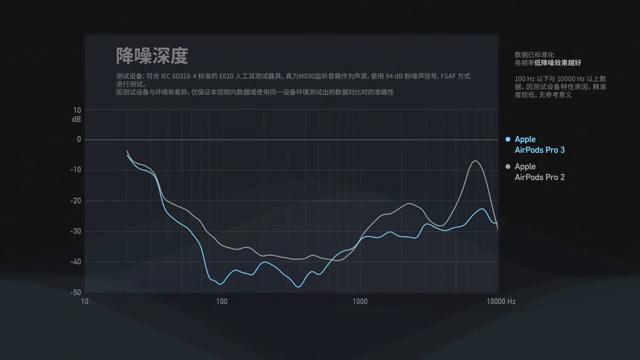 降噪深度
测试设备: 符合 IEC 60318-4 标准的 E610 人工耳测试器具, 真力M030监听音箱作为声源, 使用 94 dB 粉噪声信号, FSAF 方式
进行测试。
因测试设备与环境有差异, 仅保证本视频内数据或使用同一设备环境测试出的数据对比时的准确性
数据已标准化
各频率低降噪效果越好
100 Hz 以下与 10000 Hz 以上数
据, 因测试设备特性原因, 精准
度较低, 无参考意义
10
dB
0
-10
-20
-30
-40
-50
10
100
1000
10000 Hz
Apple
AirPods Pro 3
Apple
AirPods Pro 2